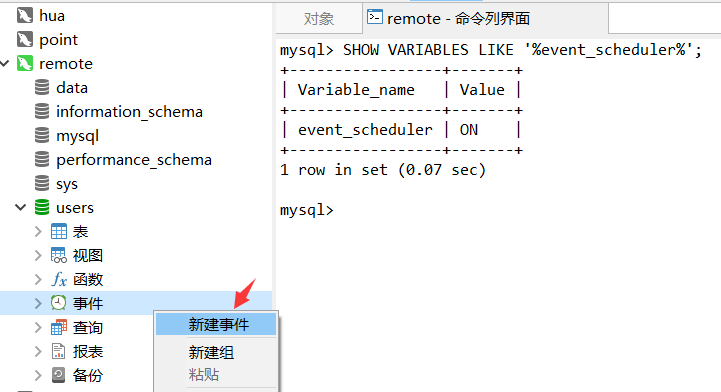 hua
point
remote
data
information_schema
mysql
performance_schema
sys
users
表
视图
fx 函数
事件
查询
报表
备份
新建事件
新建组
粘贴
对象
remote - 命令列界面
mysql> SHOW VARIABLES LIKE '%event_scheduler%';
+-----------------+-------+
| Variable_name   | Value |
+-----------------+-------+
| event_scheduler | ON    |
+-----------------+-------+
1 row in set (0.07 sec)
mysql>